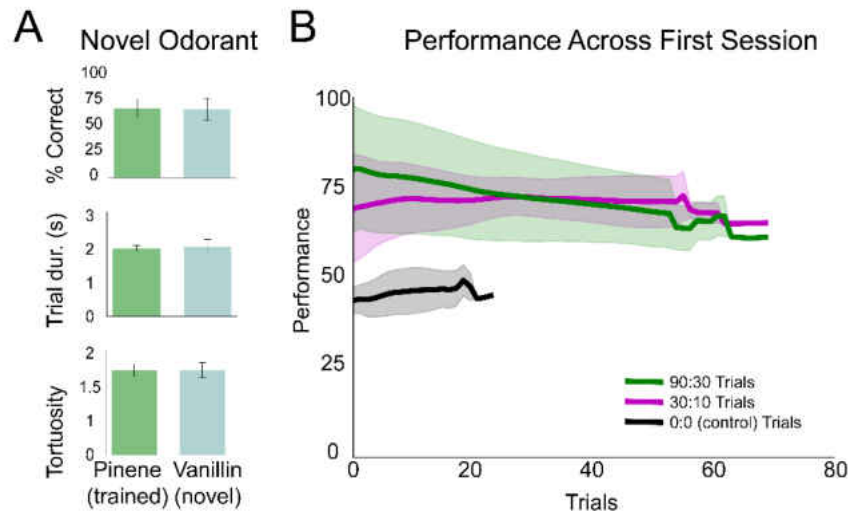 A
Novel Odorant
% Correct
100
75
50
25
0
Trial dur. (s)
3
2
1
0
Tortuosity
2
1.5
1
0
Pinene
(trained)
Vanillin
(novel)
B
Performance Across First Session
Performance
100
75
50
25
0
0
20
40
60
80
Trials
90:30 Trials
30:10 Trials
0:0 (control) Trials